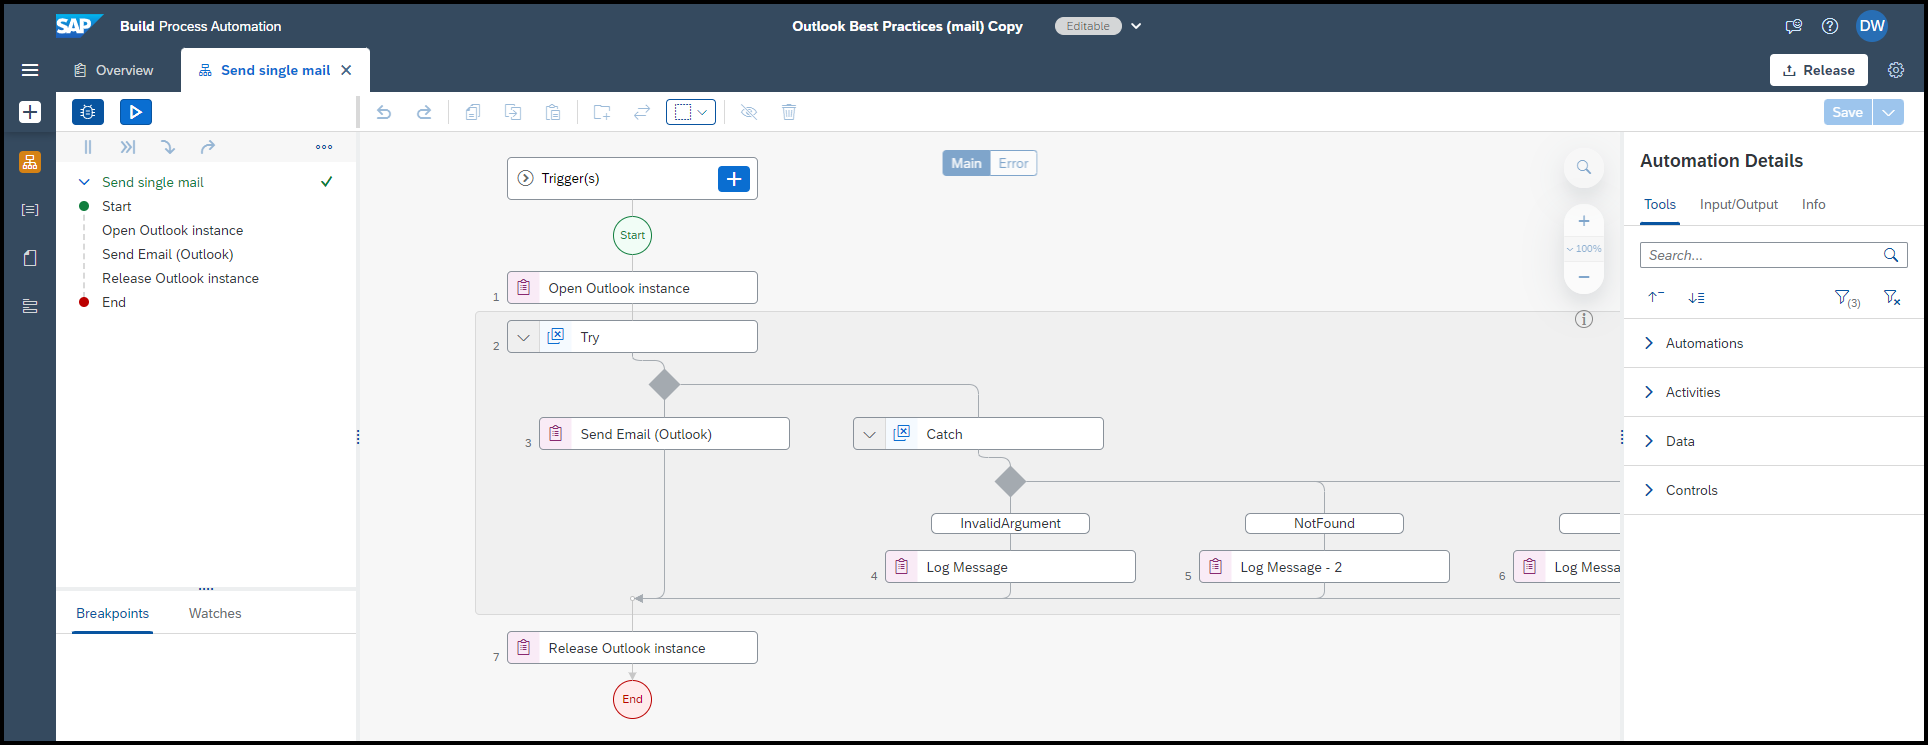 SAP Build Process Automation
Outlook Best Practices (mail) Copy
Editable
DW
Overview
Send single mail
Release
Save
Send single mail
Start
Open Outlook instance
Send Email (Outlook)
Release Outlook instance
End
Breakpoints
Watches
Trigger(s)
Main
Error
Start
1
Open Outlook instance
2
Try
3
Send Email (Outlook)
Catch
InvalidArgument
NotFound
4
Log Message
5
Log Message - 2
6
Log Messa
7
Release Outlook instance
End
100%
Automation Details
Tools
Input/Output
Info
Search...
(3)
Automations
Activities
Data
Controls